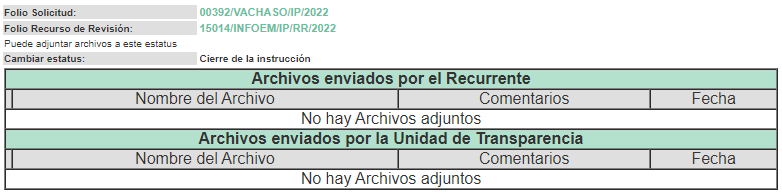 Folio Solicitud: 00392/VACHASO/IP/2022
Folio Recurso de Revisión: 15014/INFOEM/IP/RR/2022
Puede adjuntar archivos a este estatus
Cambiar estatus: Cierre de la instrucción
Archivos enviados por el Recurrente
Nombre del Archivo Comentarios Fecha
No hay Archivos adjuntos
Archivos enviados por la Unidad de Transparencia
Nombre del Archivo Comentarios Fecha
No hay Archivos adjuntos